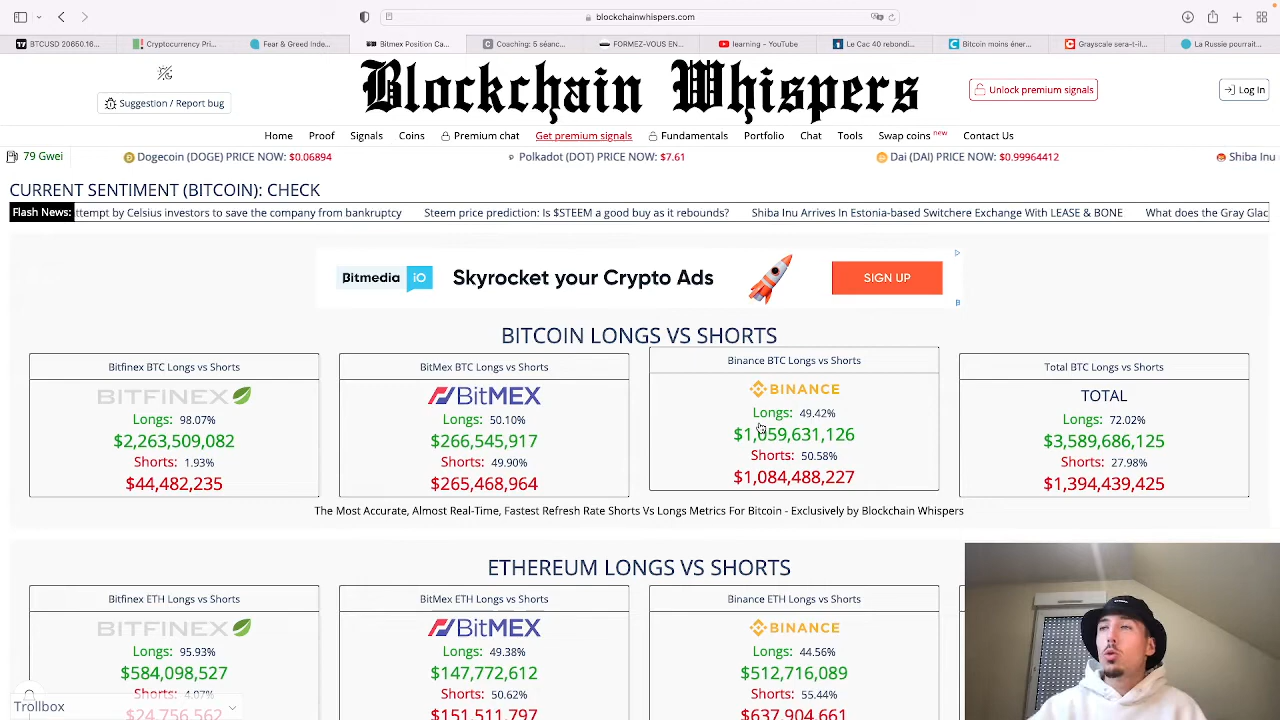 blockchainwhispers.com
BTCUSD 20650.16...
Cryptocurrency Pri...
Fear & Greed Inde...
Bitmex Position Ca...
Coaching: 5 séanc...
FORMEZ-VOUS EN...
learning - YouTube
Le Cac 40 rebondi...
Bitcoin moins éner...
Grayscale sera-t-il...
La Russie pourrait...
Blockchain Whispers
Suggestion / Report bug
Unlock premium signals
Log In
Home Proof Signals Coins Premium chat Get premium signals Fundamentals Portfolio Chat Tools Swap coins new Contact Us
79 Gwei
Dogecoin (DOGE) PRICE NOW: $0.06894
Polkadot (DOT) PRICE NOW: $7.61
Dai (DAI) PRICE NOW: $0.99964412
Shiba Inu
CURRENT SENTIMENT (BITCOIN): CHECK
Flash News: ttempt by Celsius investors to save the company from bankruptcy Steem price prediction: Is $STEEM a good buy as it rebounds? Shiba Inu Arrives In Estonia-based Switchere Exchange With LEASE & BONE What does the Gray Glac
Bitmedia iO
Skyrocket your Crypto Ads
SIGN UP
BITCOIN LONGS VS SHORTS
Bitfinex BTC Longs vs Shorts
BITFINEX
Longs: 98.07%
$2,263,509,082
Shorts: 1.93%
$44,482,235
BitMex BTC Longs vs Shorts
BitMEX
Longs: 50.10%
$266,545,917
Shorts: 49.90%
$265,468,964
Binance BTC Longs vs Shorts
BINANCE
Longs: 49.42%
$1,059,631,126
Shorts: 50.58%
$1,084,488,227
Total BTC Longs vs Shorts
TOTAL
Longs: 72.02%
$3,589,686,125
Shorts: 27.98%
$1,394,439,425
The Most Accurate, Almost Real-Time, Fastest Refresh Rate Shorts Vs Longs Metrics For Bitcoin - Exclusively by Blockchain Whispers
ETHEREUM LONGS VS SHORTS
Bitfinex ETH Longs vs Shorts
BITFINEX
Longs: 95.93%
$584,098,527
Shorts: 4.07%
$24,756,562
BitMex ETH Longs vs Shorts
BitMEX
Longs: 49.38%
$147,772,612
Shorts: 50.62%
$151,511,797
Binance ETH Longs vs Shorts
BINANCE
Longs: 44.56%
$512,716,089
Shorts: 55.44%
$637,904,661
Trollbox